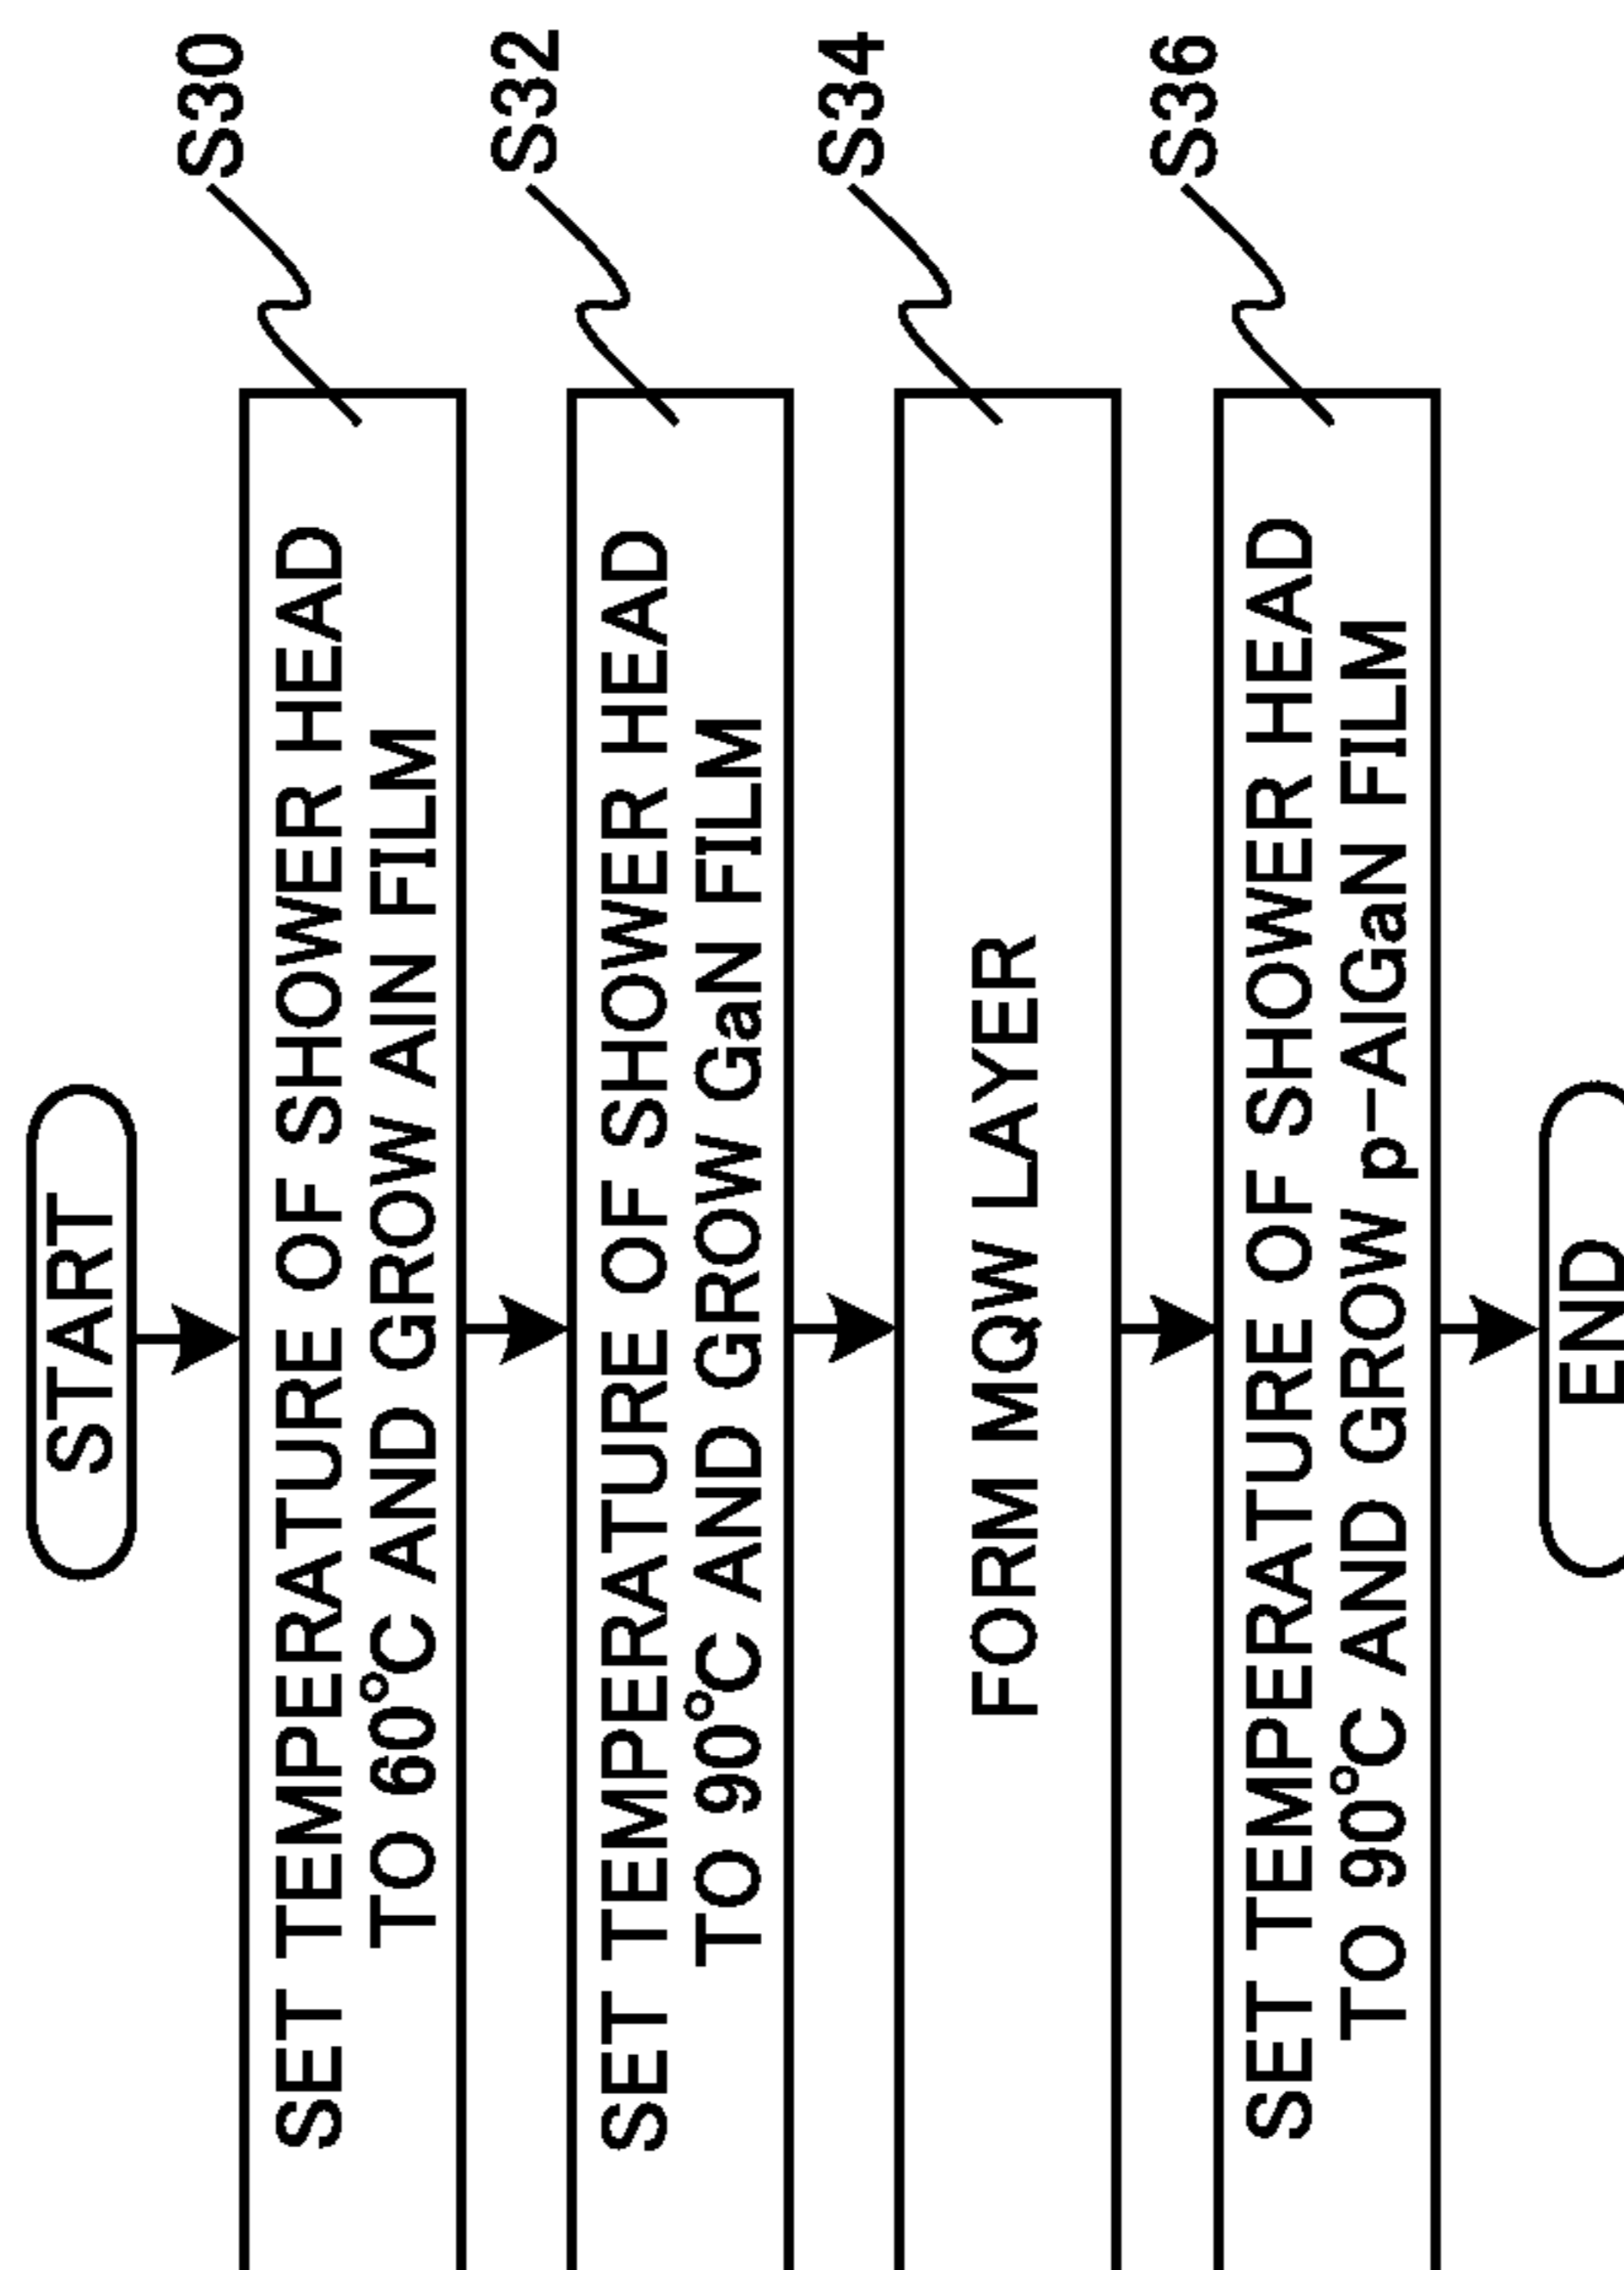 START
S30
SET TEMPERATURE OF SHOWER HEAD
TO 60°C AND GROW AlN FILM
S32
SET TEMPERATURE OF SHOWER HEAD
TO 90°C AND GROW GaN FILM
S34
FORM MQW LAYER
S36
SET TEMPERATURE OF SHOWER HEAD
TO 90°C AND GROW p-AlGaN FILM
END